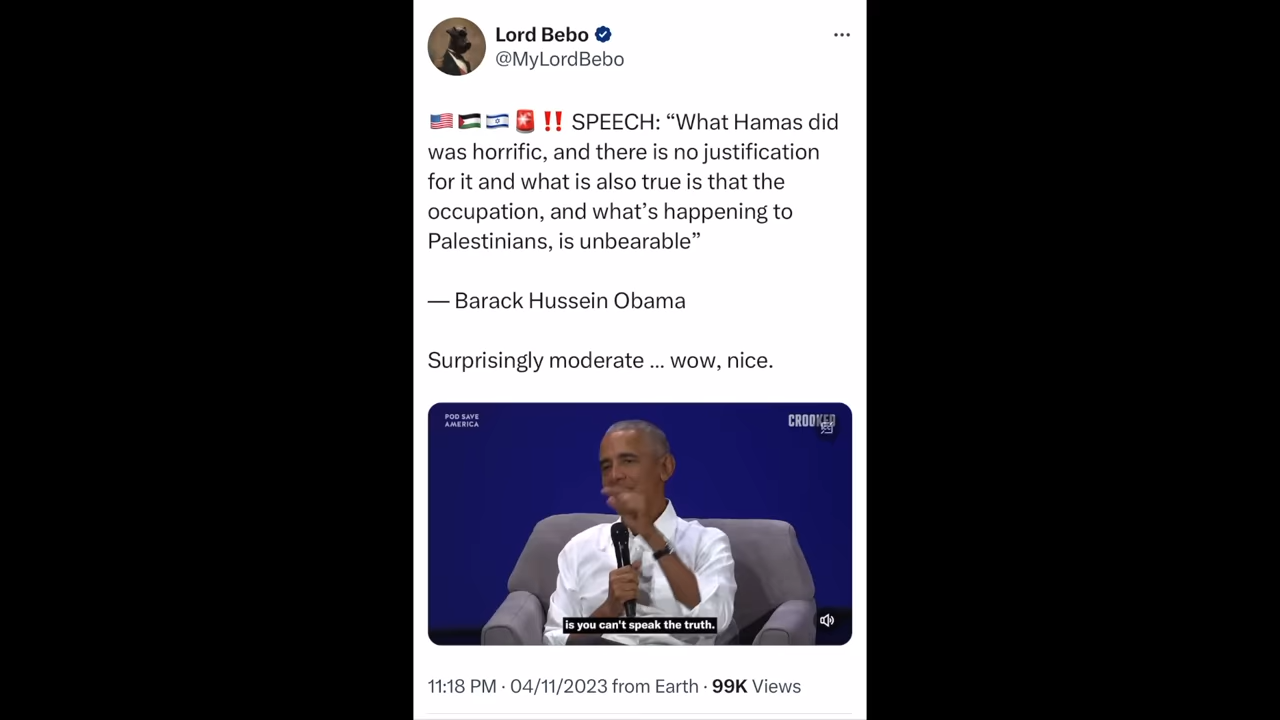 Lord Bebo
@MyLordBebo
🇺🇸🇵🇸🇮🇱🚨‼️ SPEECH: “What Hamas did
was horrific, and there is no justification
for it and what is also true is that the
occupation, and what’s happening to
Palestinians, is unbearable”
— Barack Hussein Obama
Surprisingly moderate ... wow, nice.
POD SAVE
AMERICA
CROOKED
is you can't speak the truth.
11:18 PM · 04/11/2023 from Earth · 99K Views